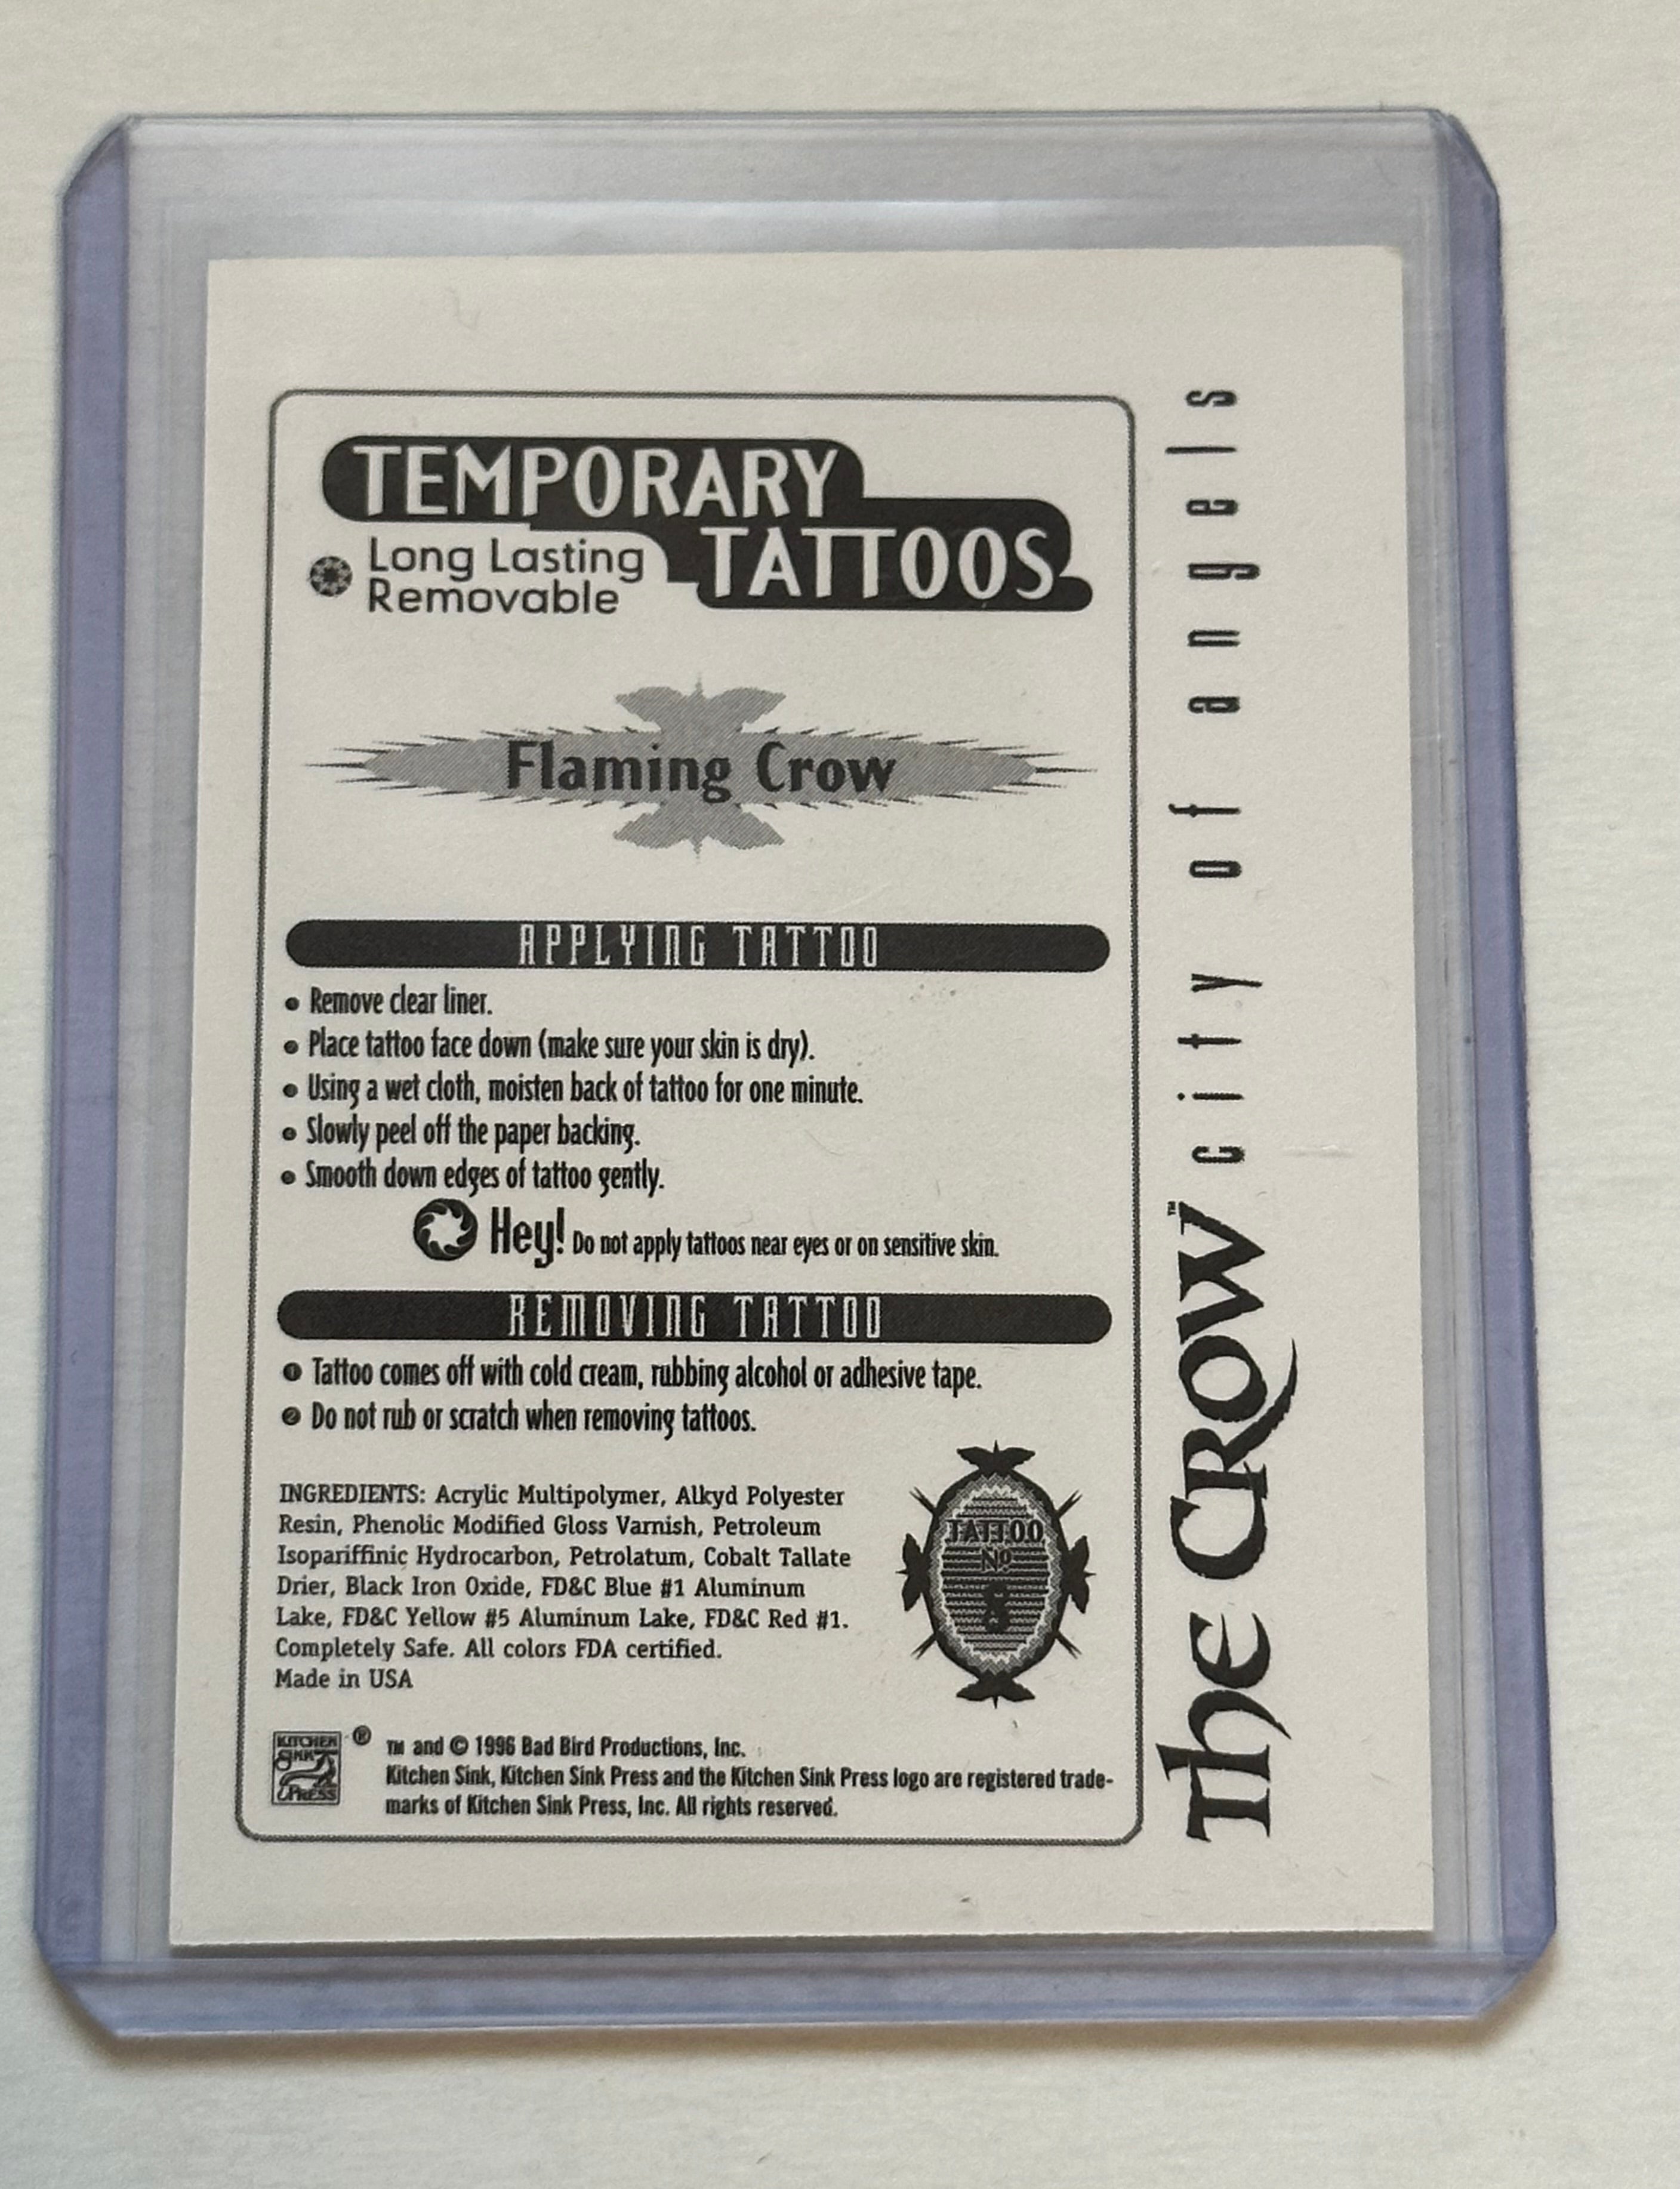 TEMPORARY
TATTOOS
Long Lasting
Removable
Flaming Crow
APPLYING TATTOO
• Remove clear liner.
• Place tattoo face down (make sure your skin is dry).
• Using a wet cloth, moisten back of tattoo for one minute.
• Slowly peel off the paper backing.
• Smooth down edges of tattoo gently.
Hey! Do not apply tattoos near eyes or on sensitive skin.
REMOVING TATTOO
❶ Tattoo comes off with cold cream, rubbing alcohol or adhesive tape.
❷ Do not rub or scratch when removing tattoos.
INGREDIENTS: Acrylic Multipolymer, Alkyd Polyester
Resin, Phenolic Modified Gloss Varnish, Petroleum
Isopariffinic Hydrocarbon, Petrolatum, Cobalt Tallate
Drier, Black Iron Oxide, FD&C Blue #1 Aluminum
Lake, FD&C Yellow #5 Aluminum Lake, FD&C Red #1.
Completely Safe. All colors FDA certified.
Made in USA
TATTOO
Nº
8
KITCHEN
SINK
PRESS
®
™ and © 1996 Bad Bird Productions, Inc.
Kitchen Sink, Kitchen Sink Press and the Kitchen Sink Press logo are registered trade-
marks of Kitchen Sink Press, Inc. All rights reserved.
The CROW™ city of angels